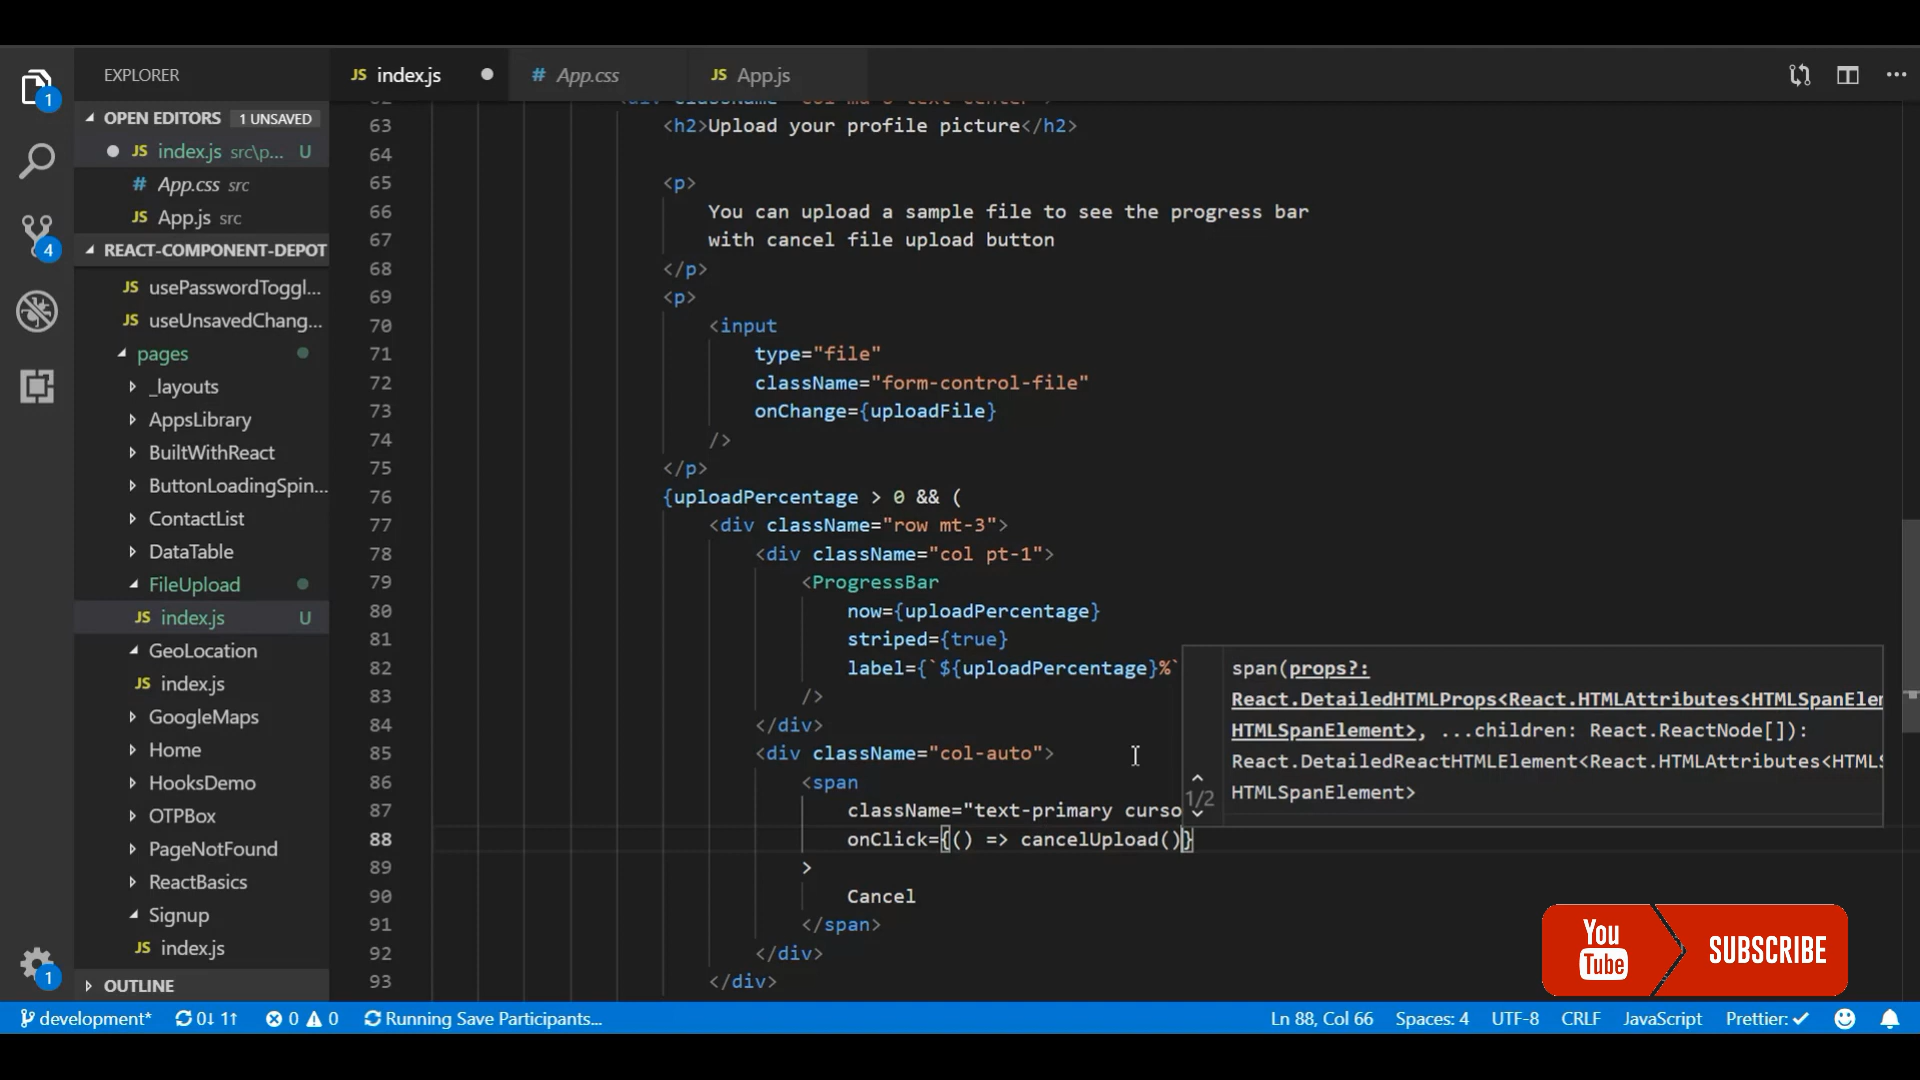 EXPLORER
JS index.js
# App.css
JS App.js
OPEN EDITORS 1 UNSAVED
JS index.js src\p... U
# App.css src
JS App.js src
REACT-COMPONENT-DEPOT
JS usePasswordToggl...
JS useUnsavedChang...
pages
_layouts
AppsLibrary
BuiltWithReact
ButtonLoadingSpin...
ContactList
DataTable
FileUpload
JS index.js U
GeoLocation
JS index.js
GoogleMaps
Home
HooksDemo
OTPBox
PageNotFound
ReactBasics
Signup
JS index.js
OUTLINE
1
4
1
63 <h2>Upload your profile picture</h2>
64
65 <p>
66 You can upload a sample file to see the progress bar
67 with cancel file upload button
68 </p>
69 <p>
70 <input
71 type="file"
72 className="form-control-file"
73 onChange={uploadFile}
74 />
75 </p>
76 {uploadPercentage > 0 && (
77 <div className="row mt-3">
78 <div className="col pt-1">
79 <ProgressBar
80 now={uploadPercentage}
81 striped={true}
82 label={`${uploadPercentage}%`
83 />
84 </div>
85 <div className="col-auto">
86 <span
87 className="text-primary curso
88 onClick={() => cancelUpload()}
89 >
90 Cancel
91 </span>
92 </div>
93 </div>
span(props?:
React.DetailedHTMLProps<React.HTMLAttributes<HTMLSpanElem
HTMLSpanElement>, ...children: React.ReactNode[]):
React.DetailedReactHTMLElement<React.HTMLAttributes<HTMLS
HTMLSpanElement>
1/2
You
Tube
SUBSCRIBE
development* 0↓ 1↑ 0 0 Running Save Participants... Ln 88, Col 66 Spaces: 4 UTF-8 CRLF JavaScript Prettier: ✓